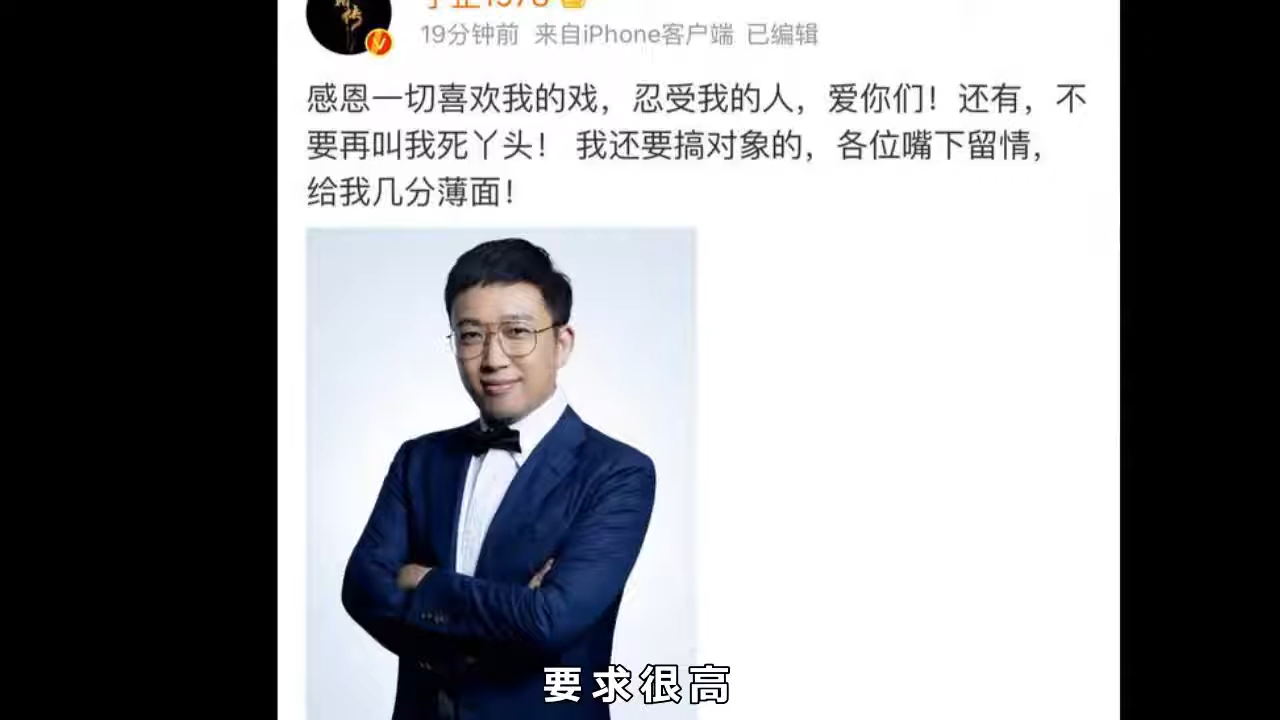 19分钟前 来自iPhone客户端 已编辑
感恩一切喜欢我的戏，忍受我的人，爱你们！还有，不
要再叫我死丫头！ 我还要搞对象的，各位嘴下留情，
给我几分薄面！
要求很高